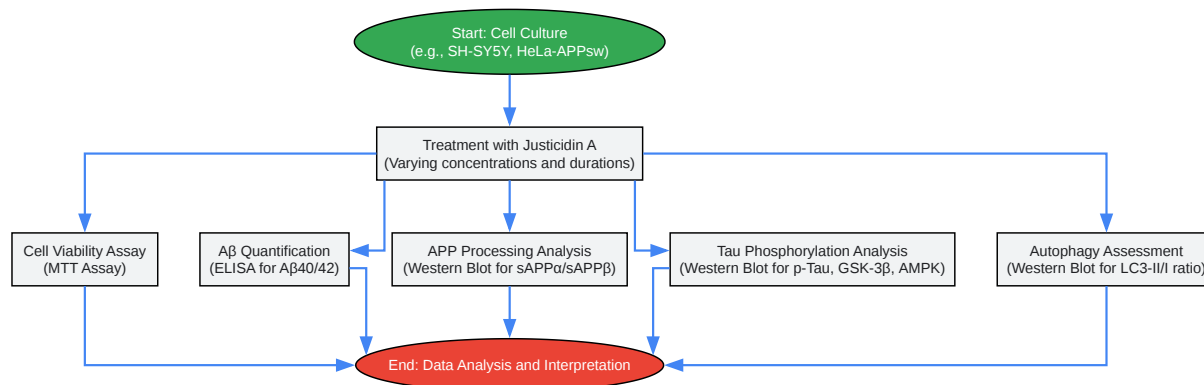 Start: Cell Culture
(e.g., SH-SY5Y, HeLa-APPsw)
Treatment with Justicidin A
(Varying concentrations and durations)
Cell Viability Assay
(MTT Assay)
Aβ Quantification
(ELISA for Aβ40/42)
APP Processing Analysis
(Western Blot for sAPPα/sAPPβ)
Tau Phosphorylation Analysis
(Western Blot for p-Tau, GSK-3β, AMPK)
Autophagy Assessment
(Western Blot for LC3-II/I ratio)
End: Data Analysis and Interpretation